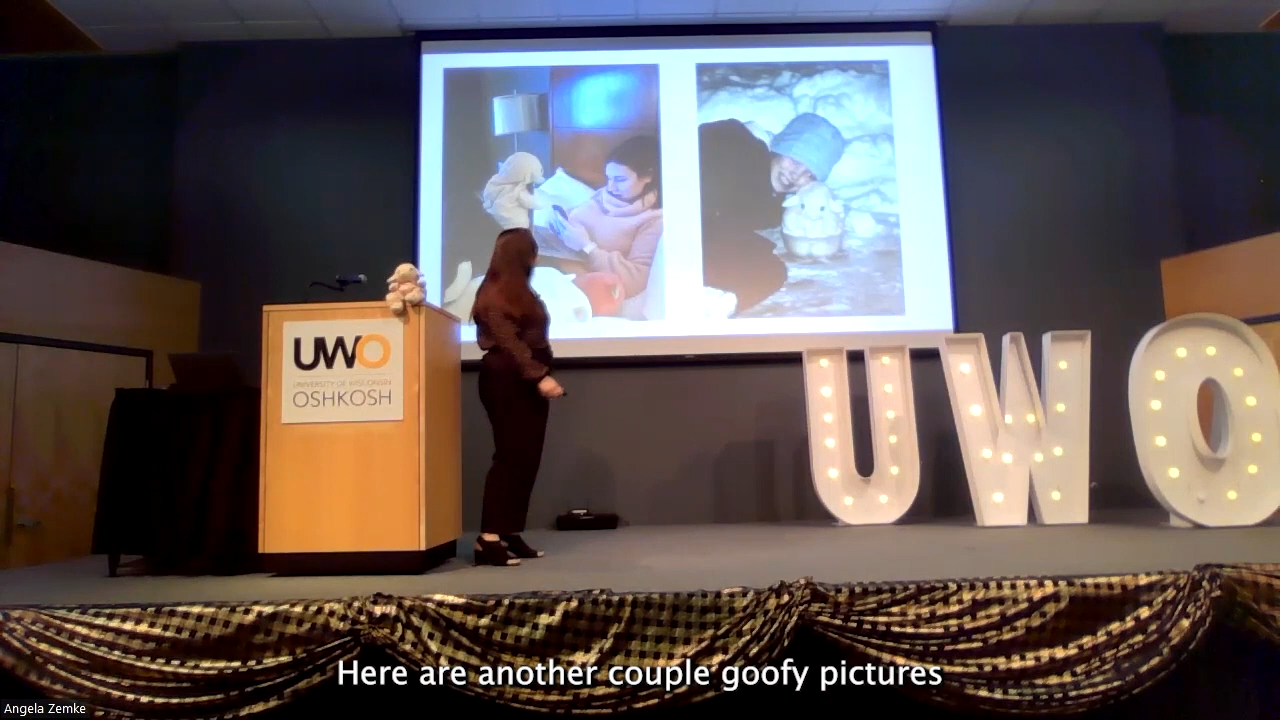 UWO
UNIVERSITY OF WISCONSIN
OSHKOSH
UWO
Here are another couple goofy pictures
Angela Zemke